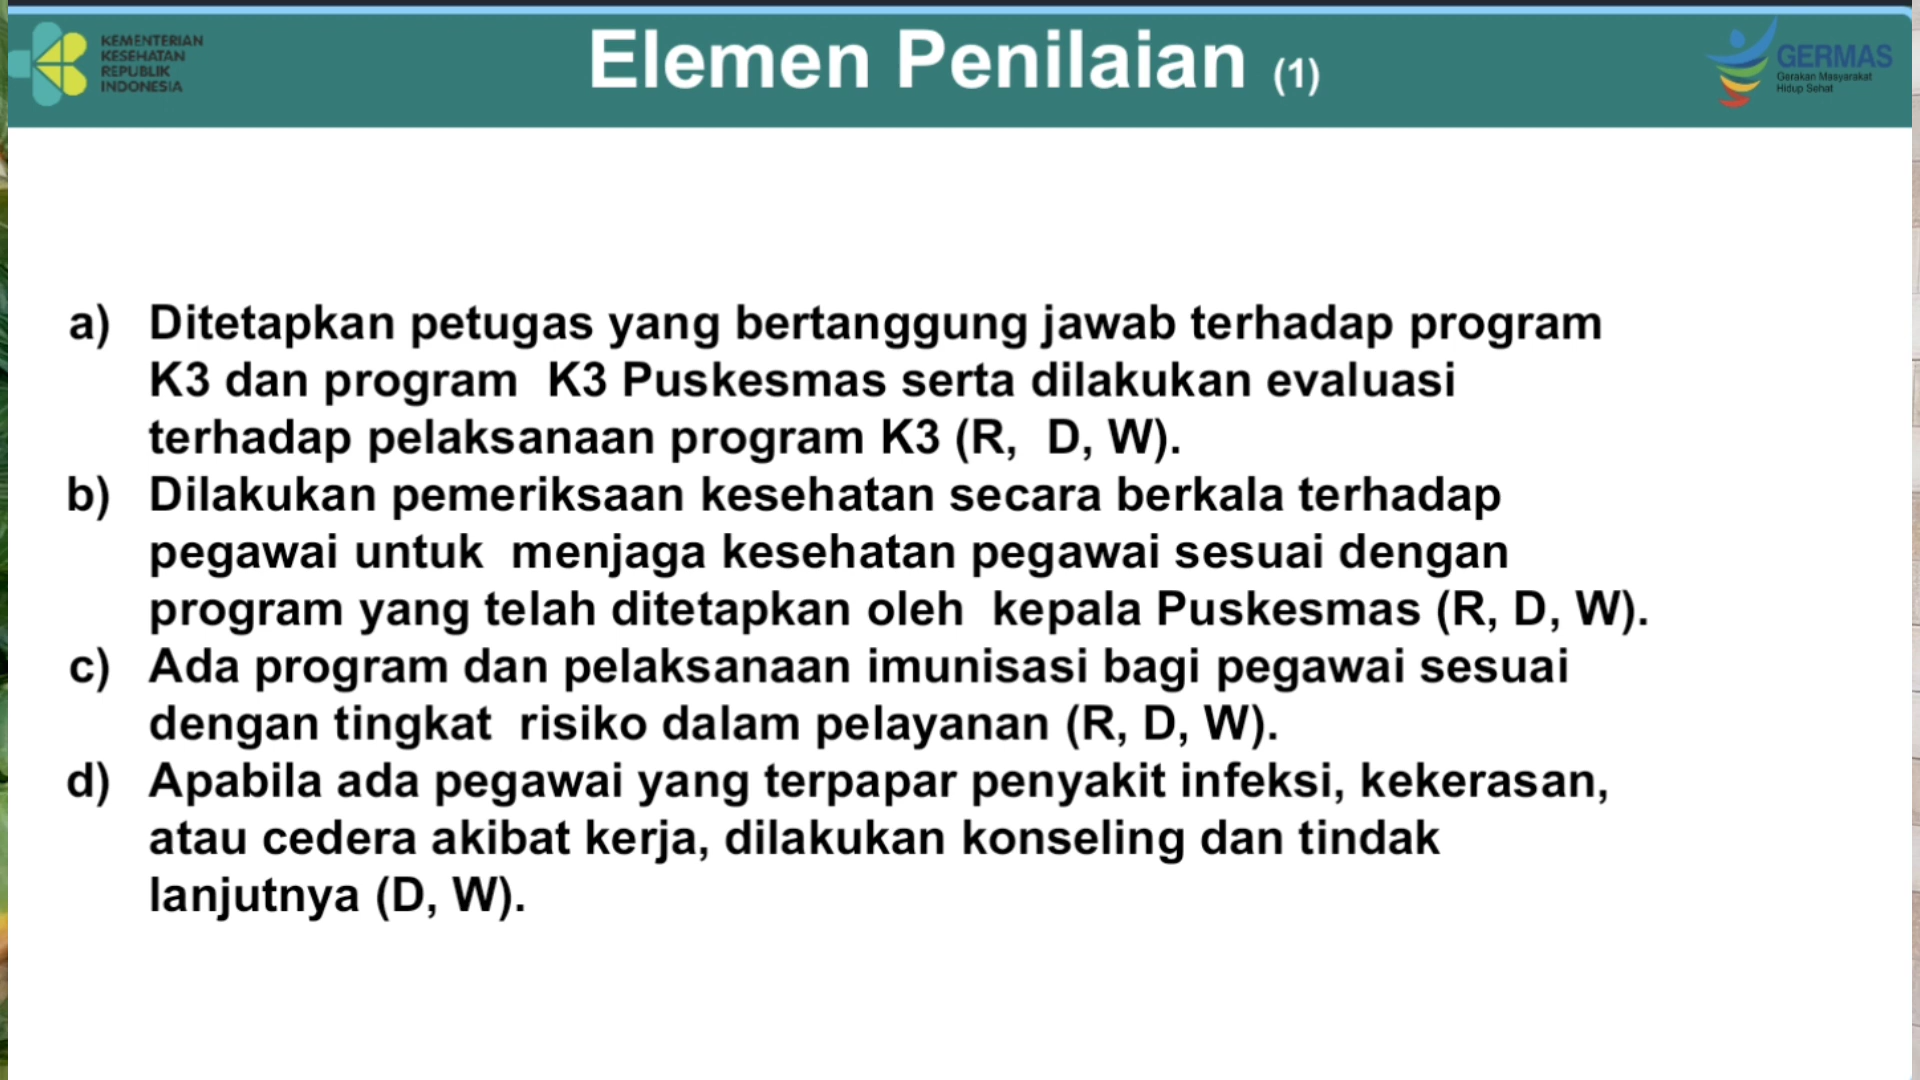 KEMENTERIAN
KESEHATAN
REPUBLIK
INDONESIA
Elemen Penilaian (1)
GERMAS
Gerakan Masyarakat
Hidup Sehat
a) Ditetapkan petugas yang bertanggung jawab terhadap program
K3 dan program K3 Puskesmas serta dilakukan evaluasi
terhadap pelaksanaan program K3 (R, D, W).
b) Dilakukan pemeriksaan kesehatan secara berkala terhadap
pegawai untuk menjaga kesehatan pegawai sesuai dengan
program yang telah ditetapkan oleh kepala Puskesmas (R, D, W).
c) Ada program dan pelaksanaan imunisasi bagi pegawai sesuai
dengan tingkat risiko dalam pelayanan (R, D, W).
d) Apabila ada pegawai yang terpapar penyakit infeksi, kekerasan,
atau cedera akibat kerja, dilakukan konseling dan tindak
lanjutnya (D, W).